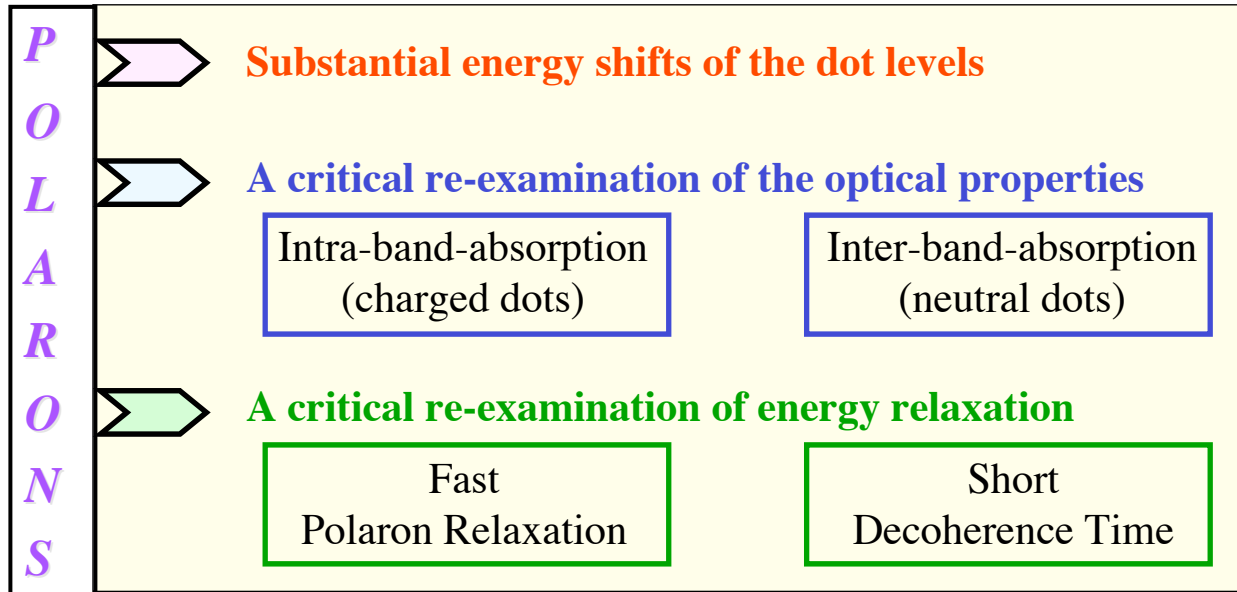 POLARONS
Substantial energy shifts of the dot levels
A critical re-examination of the optical properties
Intra-band-absorption
(charged dots)
Inter-band-absorption
(neutral dots)
A critical re-examination of energy relaxation
Fast
Polaron Relaxation
Short
Decoherence Time